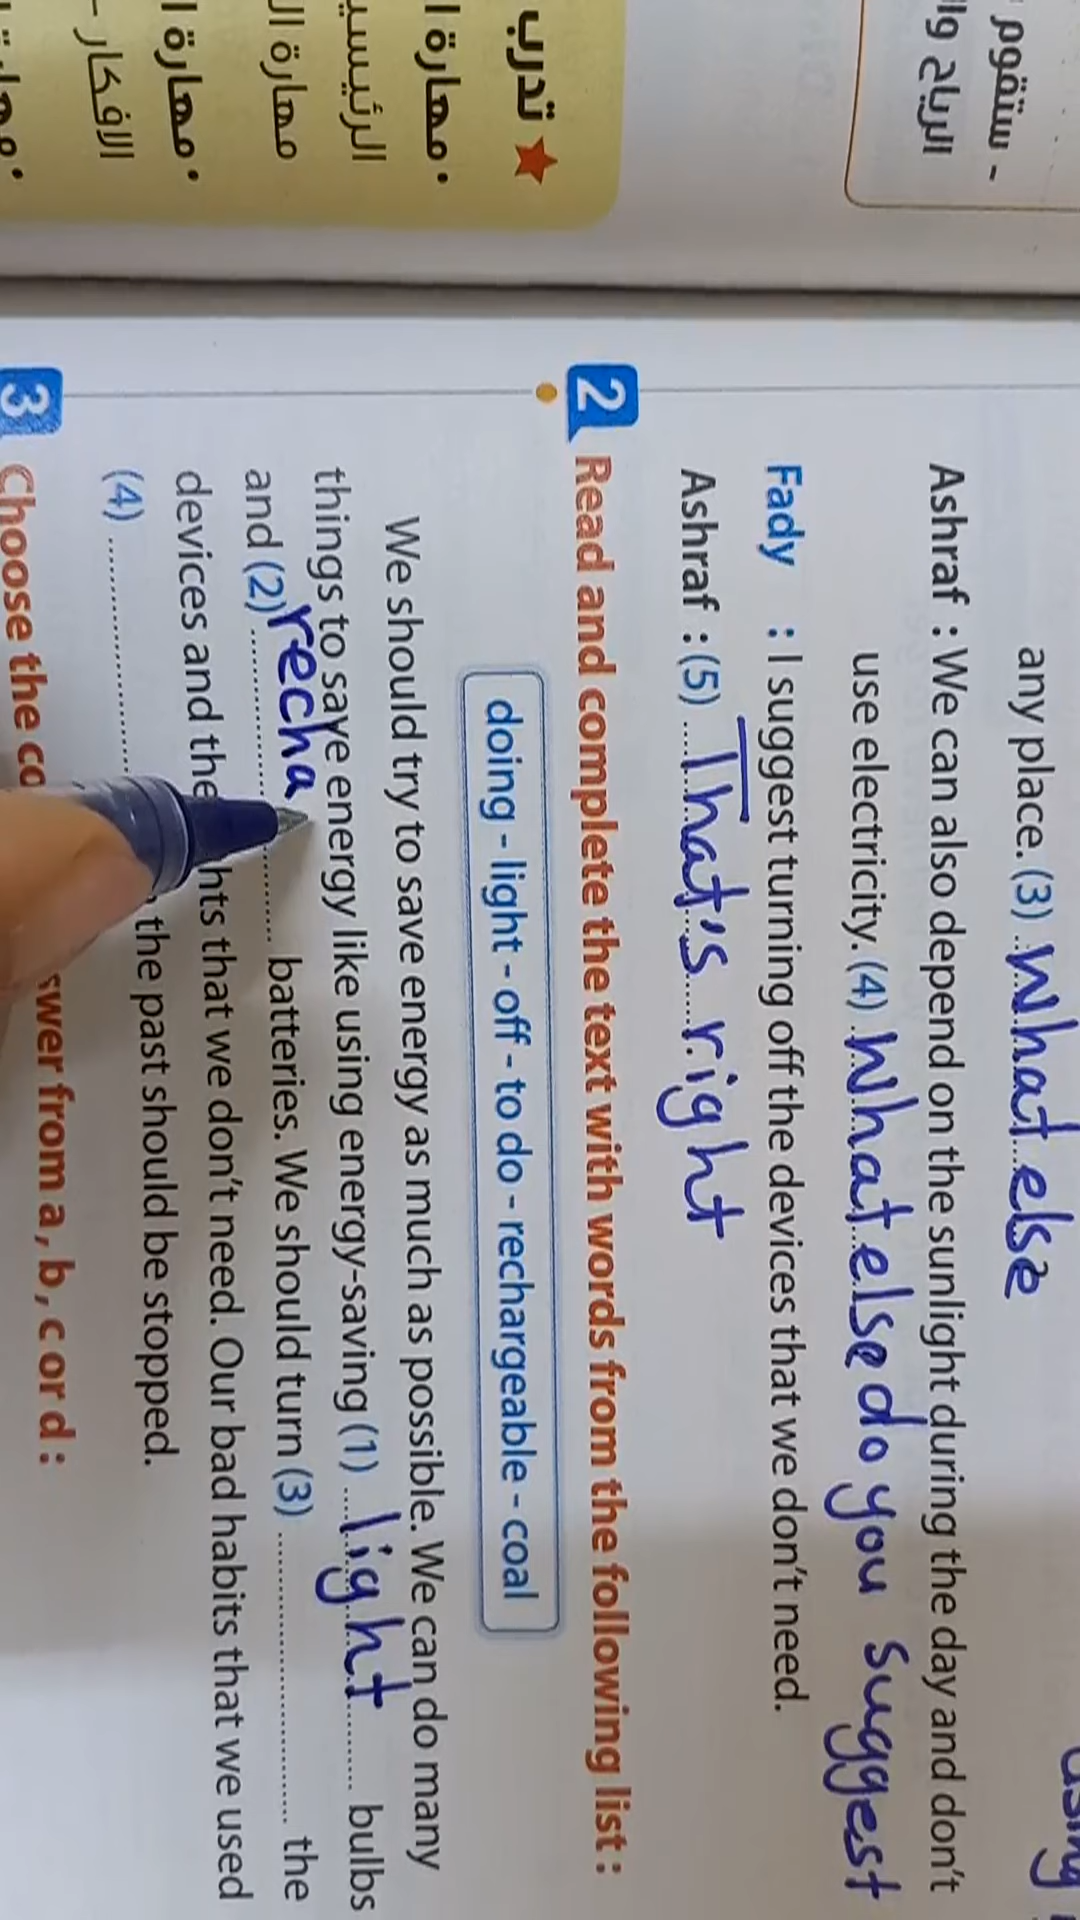 - ستقوم
الرياح وا
★ تدرب
• مهارة ا
الرئيسي
مهارة ال
• مهارة ا
الافكار -
any place. (3) What else
Ashraf : We can also depend on the sunlight during the day and don't
use electricity. (4) What else do you suggest
Fady : I suggest turning off the devices that we don't need.
Ashraf : (5) That's right
2 Read and complete the text with words from the following list :
doing - light - off - to do - rechargeable - coal
We should try to save energy as much as possible. We can do many
things to save energy like using energy-saving (1) light bulbs
and (2) recha batteries. We should turn (3) the
devices and the hts that we don't need. Our bad habits that we used
(4) the past should be stopped.
3 Choose the co swer from a , b , c or d :